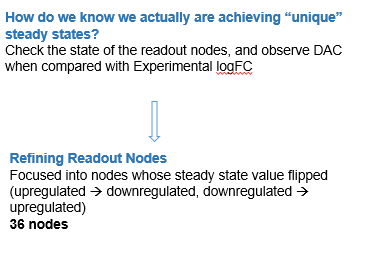 How do we know we actually are achieving “unique”
steady states?
Check the state of the readout nodes, and observe DAC
when compared with Experimental logFC
Refining Readout Nodes
Focused into nodes whose steady state value flipped
(upregulated → downregulated, downregulated →
upregulated)
36 nodes